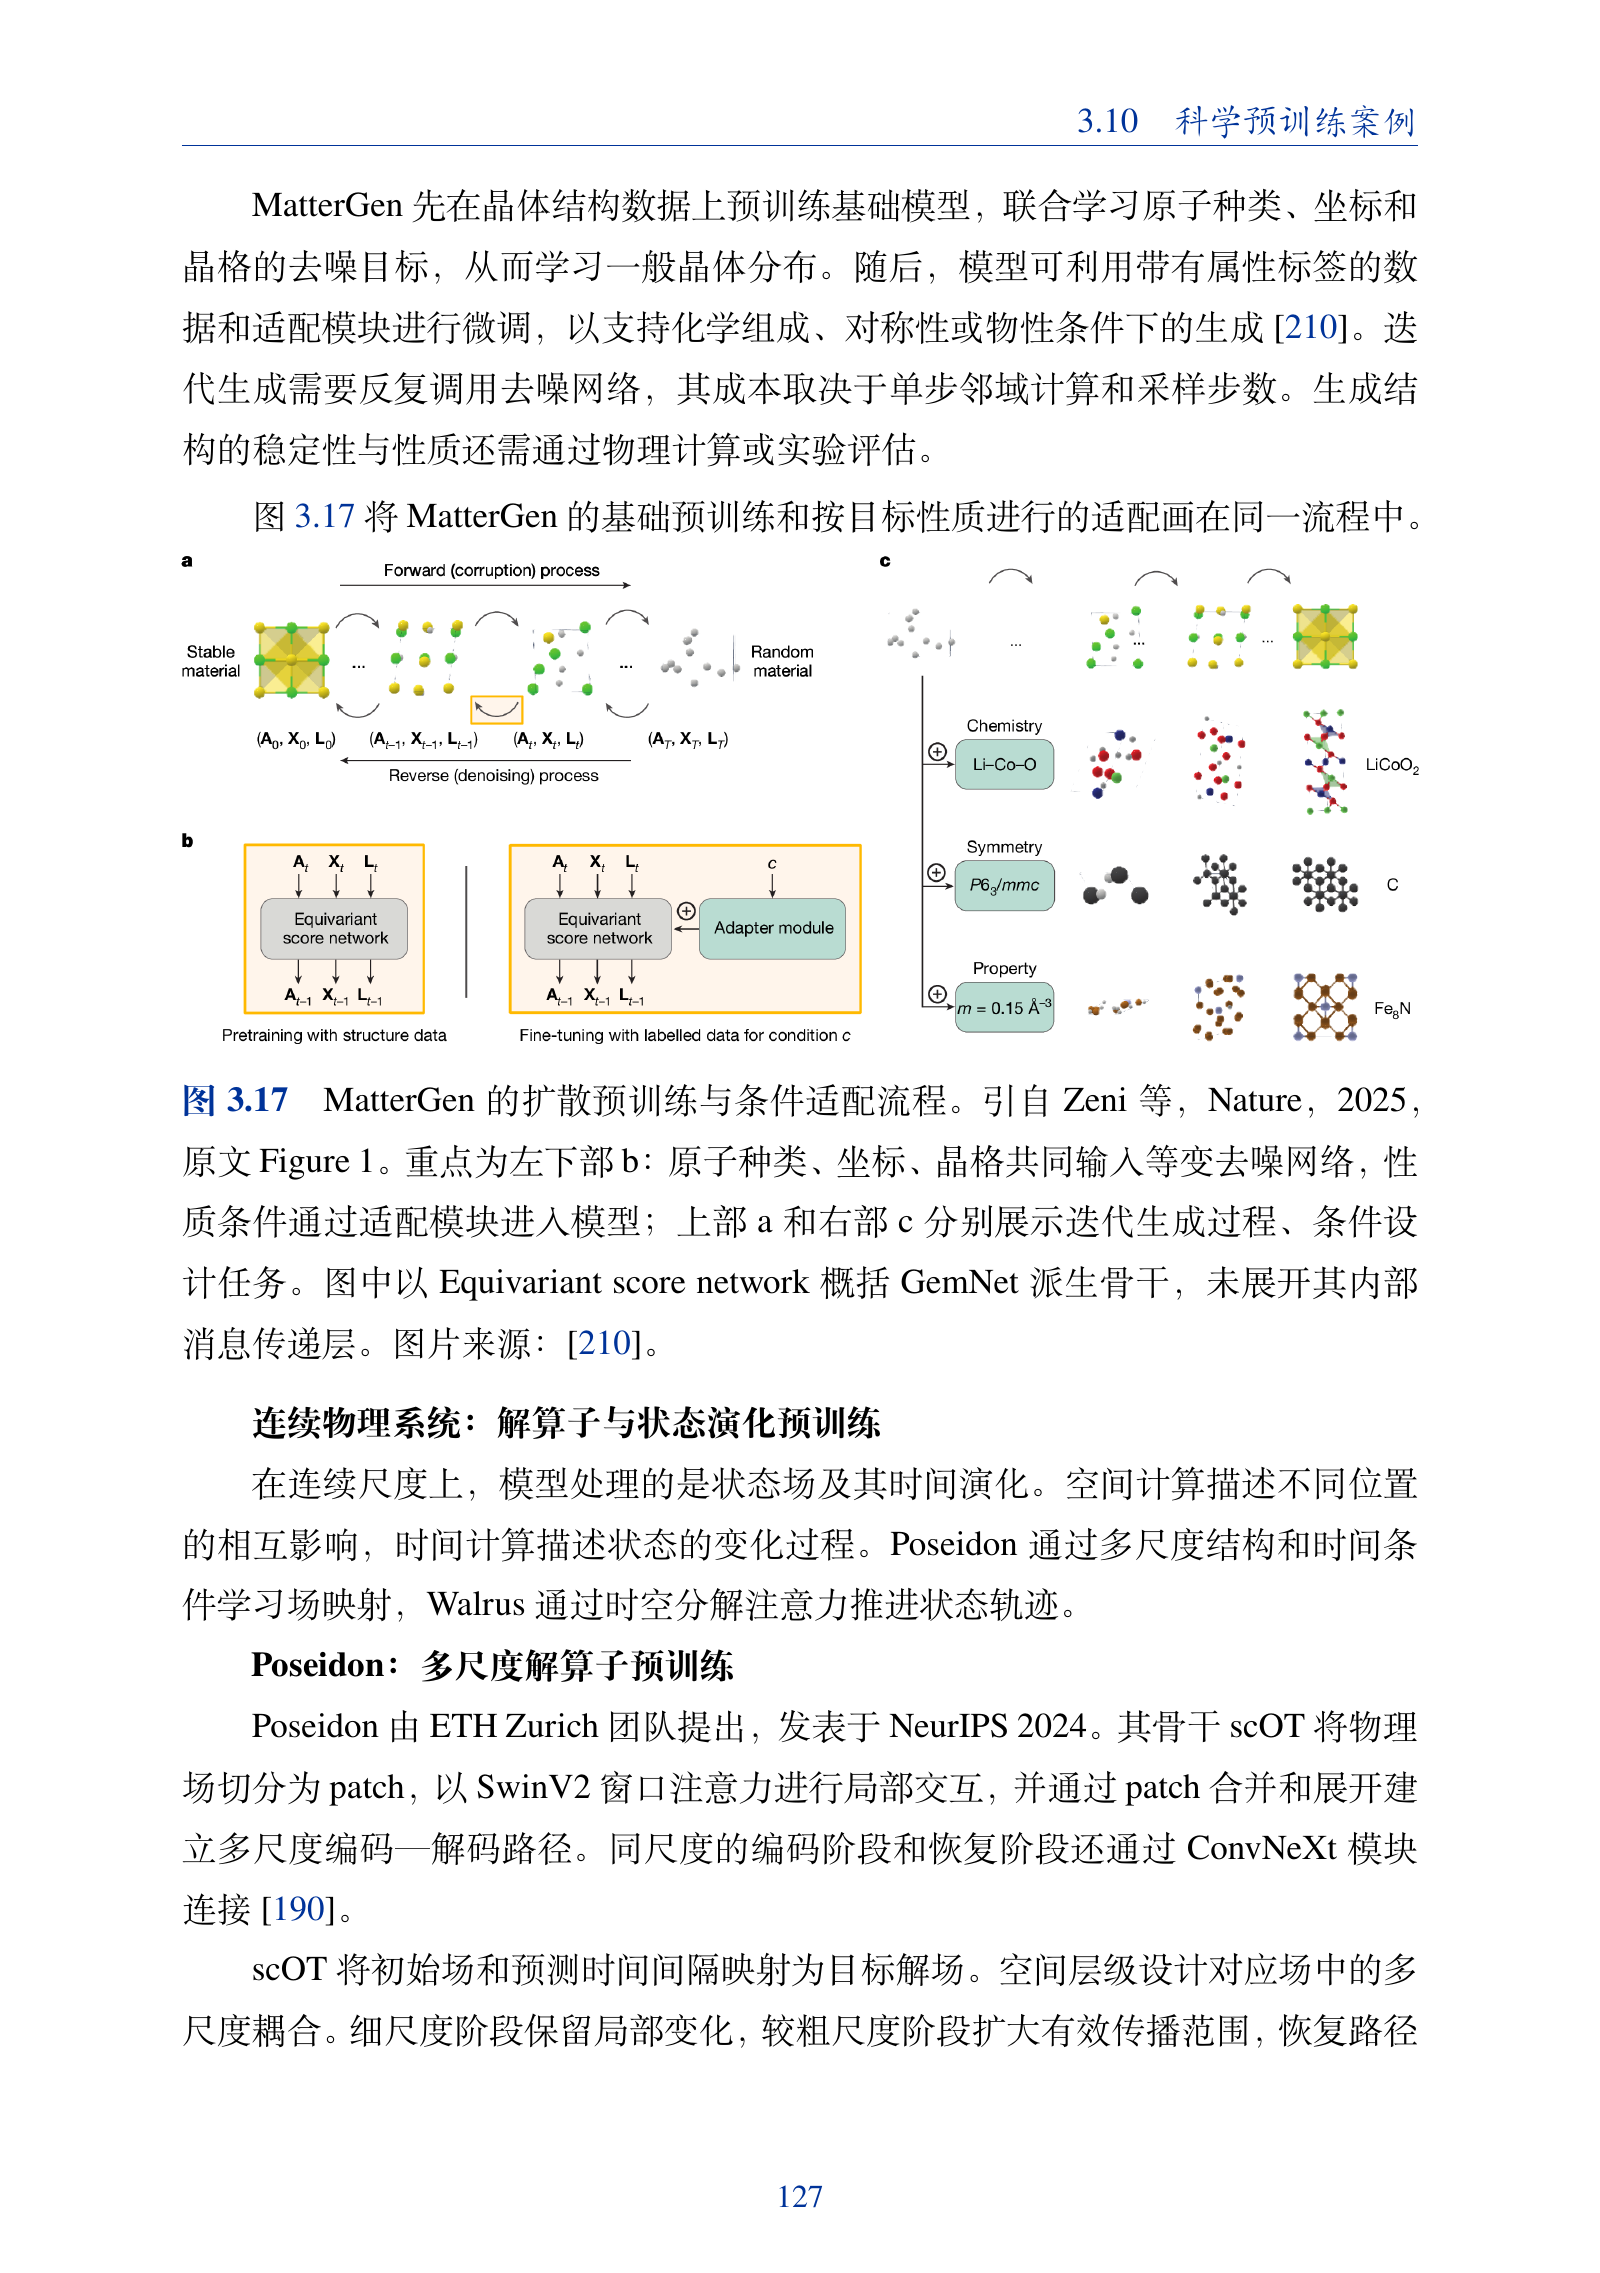 3.10 科学预训练案例
MatterGen 先在晶体结构数据上预训练基础模型，联合学习原子种类、坐标和
晶格的去噪目标，从而学习一般晶体分布。随后，模型可利用带有属性标签的数
据和适配模块进行微调，以支持化学组成、对称性或物性条件下的生成 [210]。迭
代生成需要反复调用去噪网络，其成本取决于单步邻域计算和采样步数。生成结
构的稳定性与性质还需通过物理计算或实验评估。
图 3.17 将 MatterGen 的基础预训练和按目标性质进行的适配画在同一流程中。
a
Forward (corruption) process
Stable
material
...
...
Random
material
(A₀, X₀, L₀) (Aₜ₋₁, Xₜ₋₁, Lₜ₋₁) (Aₜ, Xₜ, Lₜ) (A_T, X_T, L_T)
Reverse (denoising) process
b
Aₜ Xₜ Lₜ
Equivariant
score network
Aₜ₋₁ Xₜ₋₁ Lₜ₋₁
Pretraining with structure data
Aₜ Xₜ Lₜ c
Equivariant
score network
Adapter module
Aₜ₋₁ Xₜ₋₁ Lₜ₋₁
Fine-tuning with labelled data for condition c
c
... ... ...
Chemistry
Li–Co–O
LiCoO₂
Symmetry
P6₃/mmc
C
Property
m = 0.15 Å⁻³
Fe₈N
图 3.17 MatterGen 的扩散预训练与条件适配流程。引自 Zeni 等，Nature，2025，
原文 Figure 1。重点为左下部 b：原子种类、坐标、晶格共同输入等变去噪网络，性
质条件通过适配模块进入模型；上部 a 和右部 c 分别展示迭代生成过程、条件设
计任务。图中以 Equivariant score network 概括 GemNet 派生骨干，未展开其内部
消息传递层。图片来源：[210]。
连续物理系统：解算子与状态演化预训练
在连续尺度上，模型处理的是状态场及其时间演化。空间计算描述不同位置
的相互影响，时间计算描述状态的变化过程。Poseidon 通过多尺度结构和时间条
件学习场映射，Walrus 通过时空分解注意力推进状态轨迹。
Poseidon：多尺度解算子预训练
Poseidon 由 ETH Zurich 团队提出，发表于 NeurIPS 2024。其骨干 scOT 将物理
场切分为 patch，以 SwinV2 窗口注意力进行局部交互，并通过 patch 合并和展开建
立多尺度编码—解码路径。同尺度的编码阶段和恢复阶段还通过 ConvNeXt 模块
连接 [190]。
scOT 将初始场和预测时间间隔映射为目标解场。空间层级设计对应场中的多
尺度耦合。细尺度阶段保留局部变化，较粗尺度阶段扩大有效传播范围，恢复路径
127